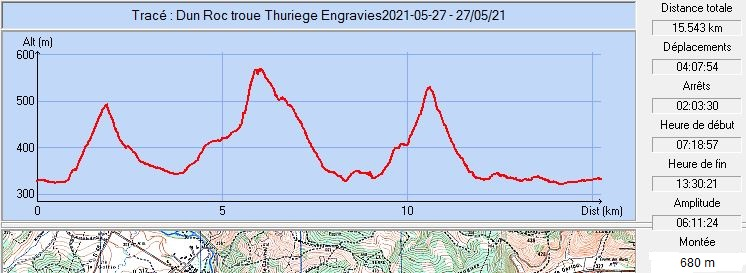 Tracé : Dun Roc troue Thuriege Engravies2021-05-27 - 27/05/21
Alt (m)
600
500
400
300
0
5
10
Dist (km)
Distance totale
15.543 km
Déplacements
04:07:54
Arrêts
02:03:30
Heure de début
07:18:57
Heure de fin
13:30:21
Amplitude
06:11:24
Montée
680 m